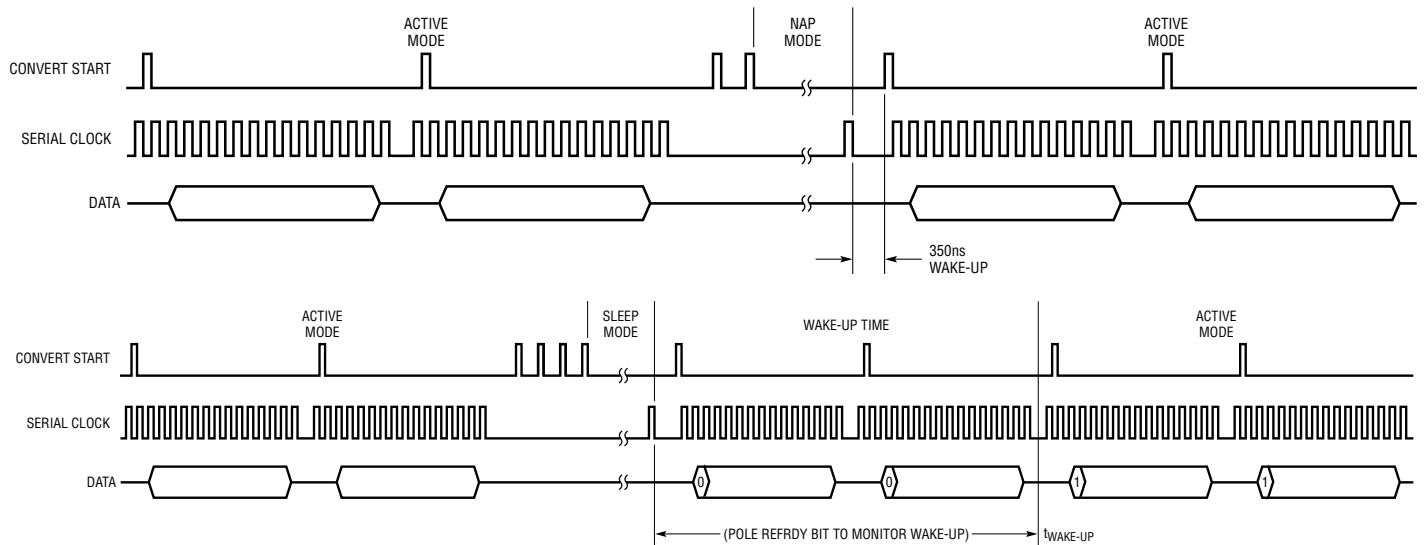 ACTIVE
MODE
NAP
MODE
ACTIVE
MODE
CONVERT START
SERIAL CLOCK
DATA
350ns
WAKE-UP
ACTIVE
MODE
SLEEP
MODE
WAKE-UP TIME
ACTIVE
MODE
CONVERT START
SERIAL CLOCK
DATA
0
0
1
1
(POLE REFRDY BIT TO MONITOR WAKE-UP)
tWAKE-UP